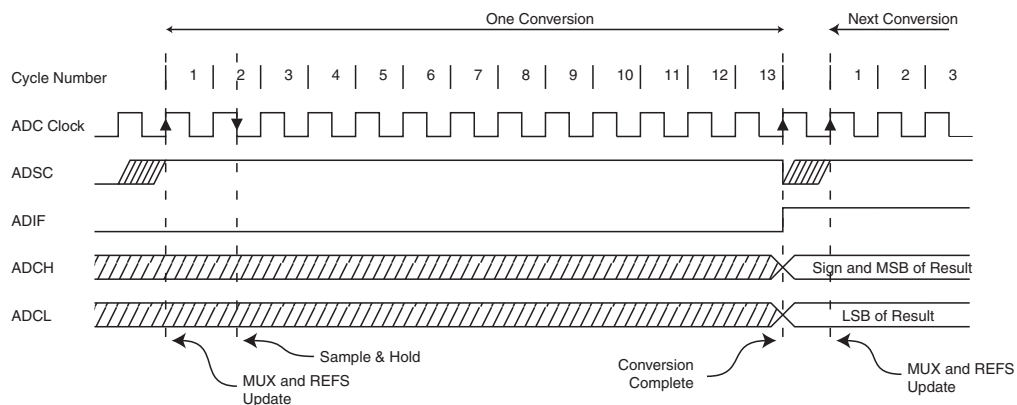 One Conversion
Next Conversion
Cycle Number 1 2 3 4 5 6 7 8 9 10 11 12 13 1 2 3
ADC Clock
ADSC
ADIF
ADCH
Sign and MSB of Result
ADCL
LSB of Result
Sample & Hold
MUX and REFS
Update
Conversion
Complete
MUX and REFS
Update